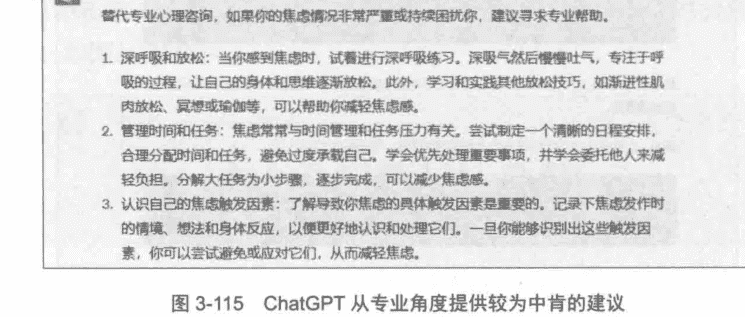 替代专业心理咨询，如果你的焦虑情况非常严重或持续困扰你，建议寻求专业帮助。
1. 深呼吸和放松：当你感到焦虑时，试着进行深呼吸练习。深吸气然后慢慢吐气，专注于呼
吸的过程，让自己的身体和思维逐渐放松。此外，学习和实践其他放松技巧，如渐进性肌
肉放松、冥想或瑜伽等，可以帮助你减轻焦虑感。
2. 管理时间和任务：焦虑常常与时间管理和任务压力有关。尝试制定一个清晰的日程安排，
合理分配时间和任务，避免过度承载自己。学会优先处理重要事项，并学会委托他人来减
轻负担。分解大任务为小步骤，逐步完成，可以减少焦虑感。
3. 认识自己的焦虑触发因素：了解导致你焦虑的具体触发因素是重要的。记录下焦虑发作时
的情境、想法和身体反应，以便更好地认识和处理它们。一旦你能够识别出这些触发因
素，你可以尝试避免或应对它们，从而减轻焦虑。
图 3-115 ChatGPT 从专业角度提供较为中肯的建议